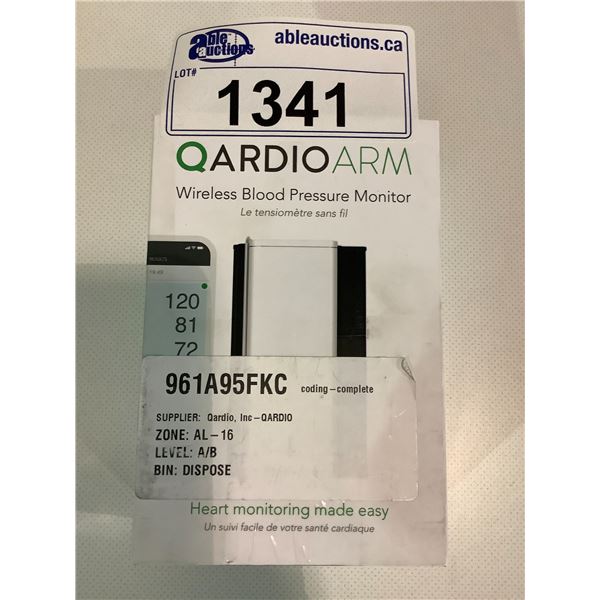 able auctions
ableauctions.ca
LOT#
1341
QARDIOARM
Wireless Blood Pressure Monitor
Le tensiomètre sans fil
120
81
72
961A95FKC coding-complete
SUPPLIER: Qardio, Inc-QARDIO
ZONE: AL-16
LEVEL: A/B
BIN: DISPOSE
Heart monitoring made easy
Un suivi facile de votre santé cardiaque